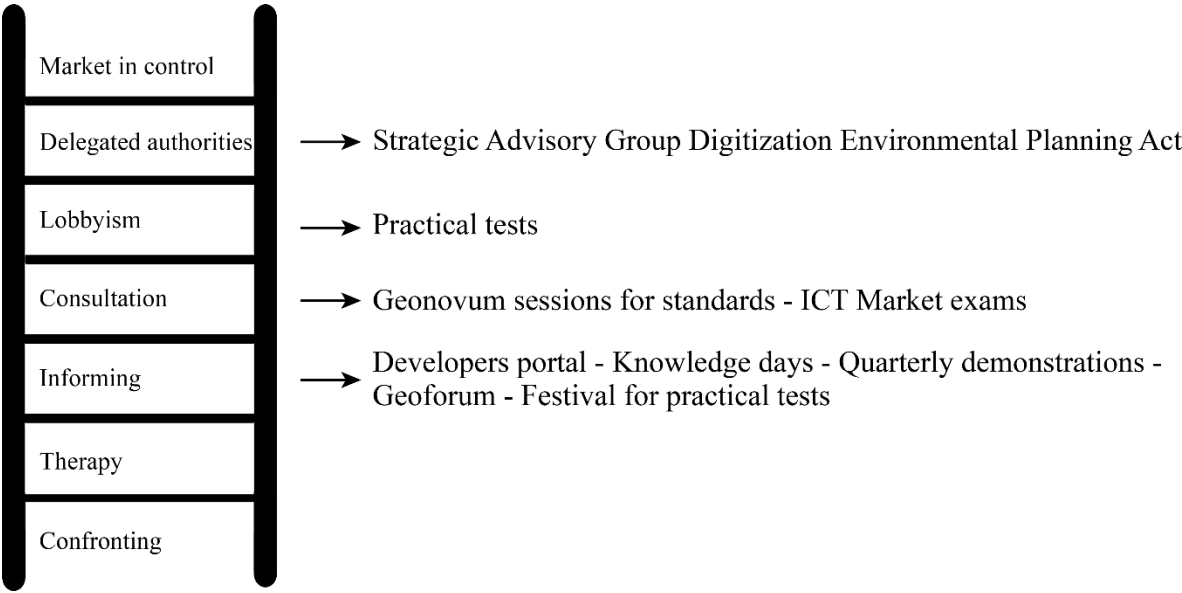 Market in control
Delegated authorities
Strategic Advisory Group Digitization Environmental Planning Act
Lobbyism
Practical tests
Consultation
Geonovum sessions for standards - ICT Market exams
Informing
Developers portal - Knowledge days - Quarterly demonstrations -
Geoforum - Festival for practical tests
Therapy
Confronting